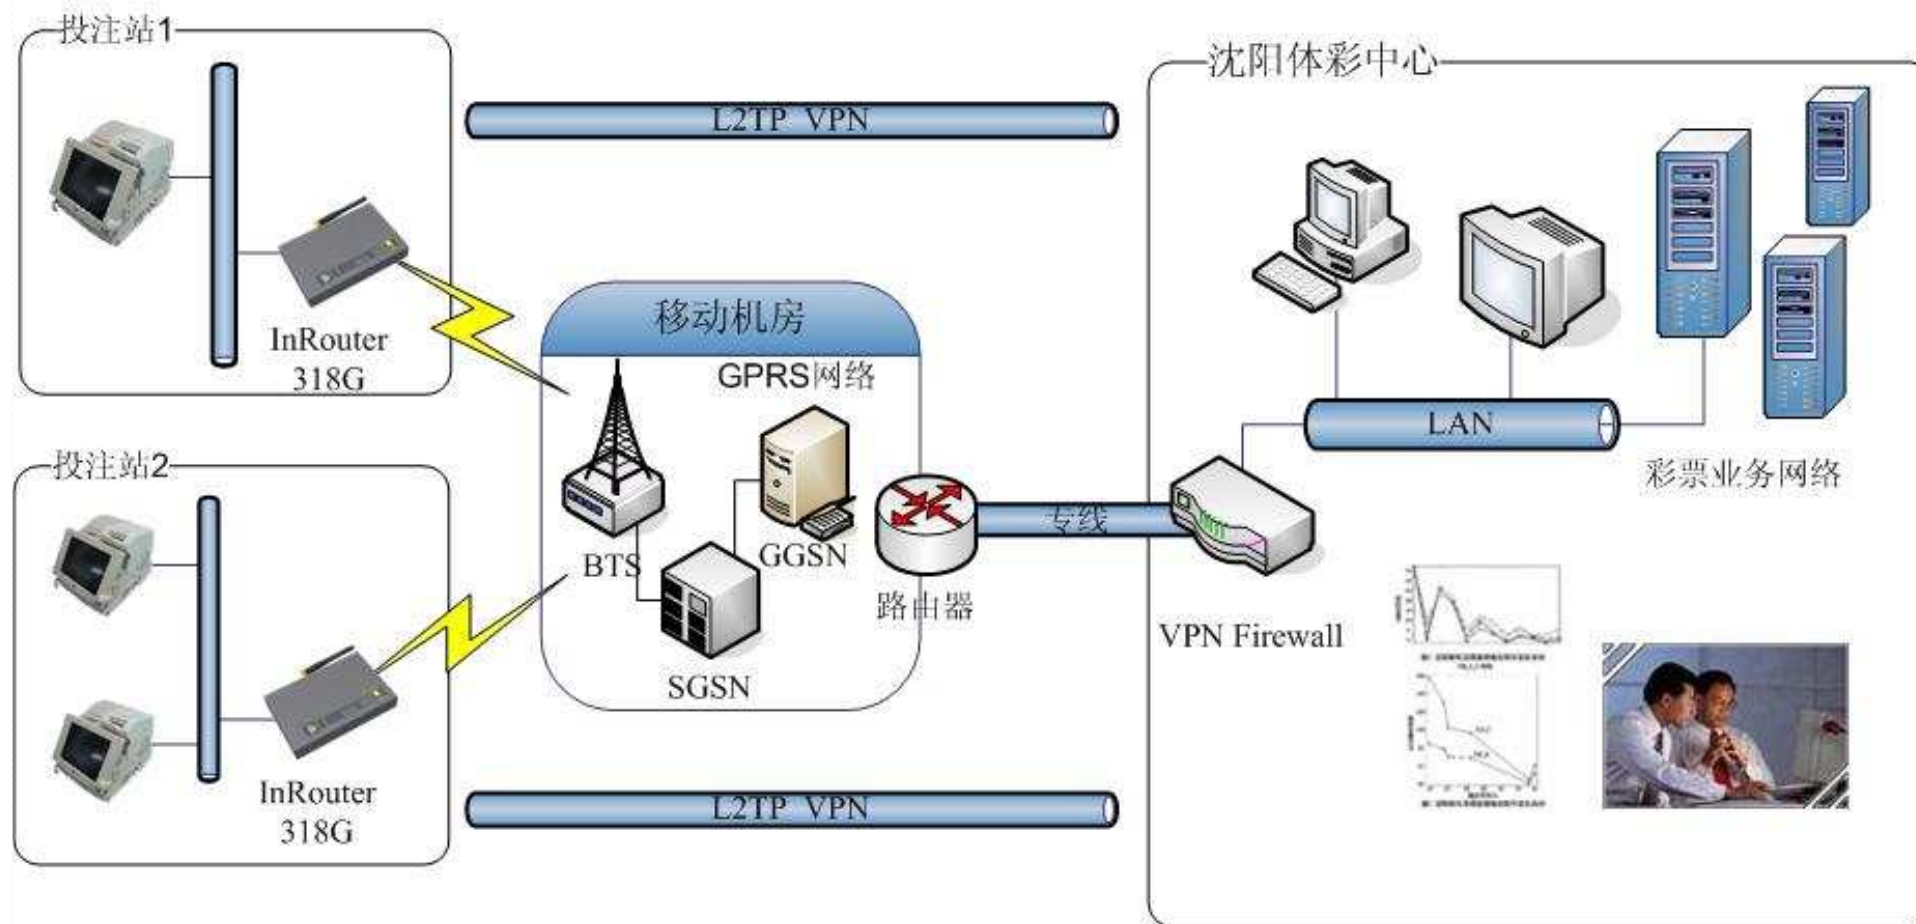 投注站1
沈阳体彩中心
L2TP VPN
InRouter
318G
移动机房
GPRS网络
LAN
彩票业务网络
投注站2
BTS
GGSN
专线
SGSN
路由器
VPN Firewall
InRouter
318G
L2TP VPN